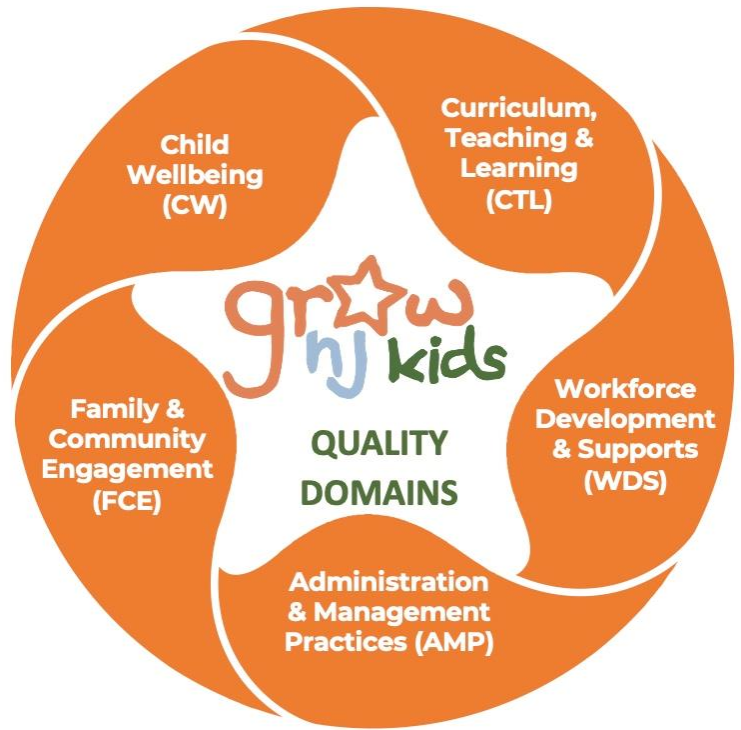 Child
Wellbeing
(CW)
Curriculum,
Teaching &
Learning
(CTL)
grow
nj kids
QUALITY
DOMAINS
Family &
Community
Engagement
(FCE)
Workforce
Development
& Supports
(WDS)
Administration
& Management
Practices (AMP)